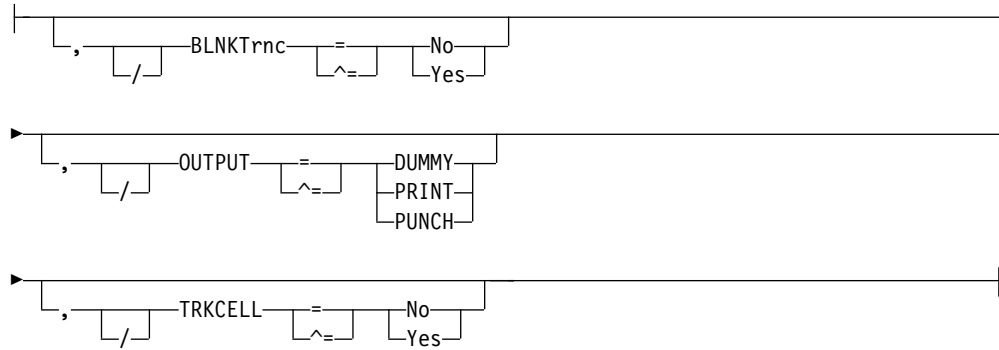 , / BLNKTrnc = No
^= Yes
, / OUTPUT = DUMMY
^= PRINT
PUNCH
, / TRKCELL = No
^= Yes